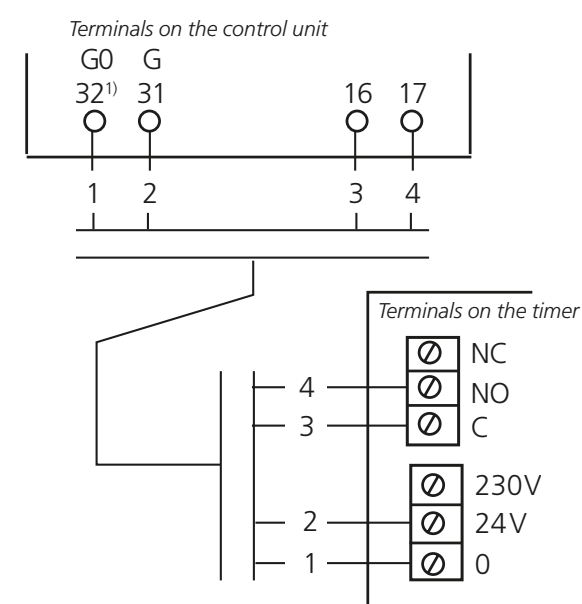 Terminals on the control unit
G0 G
32¹⁾ 31 16 17
1 2 3 4
Terminals on the timer
NC
4 NO
3 C
230V
2 24V
1 0